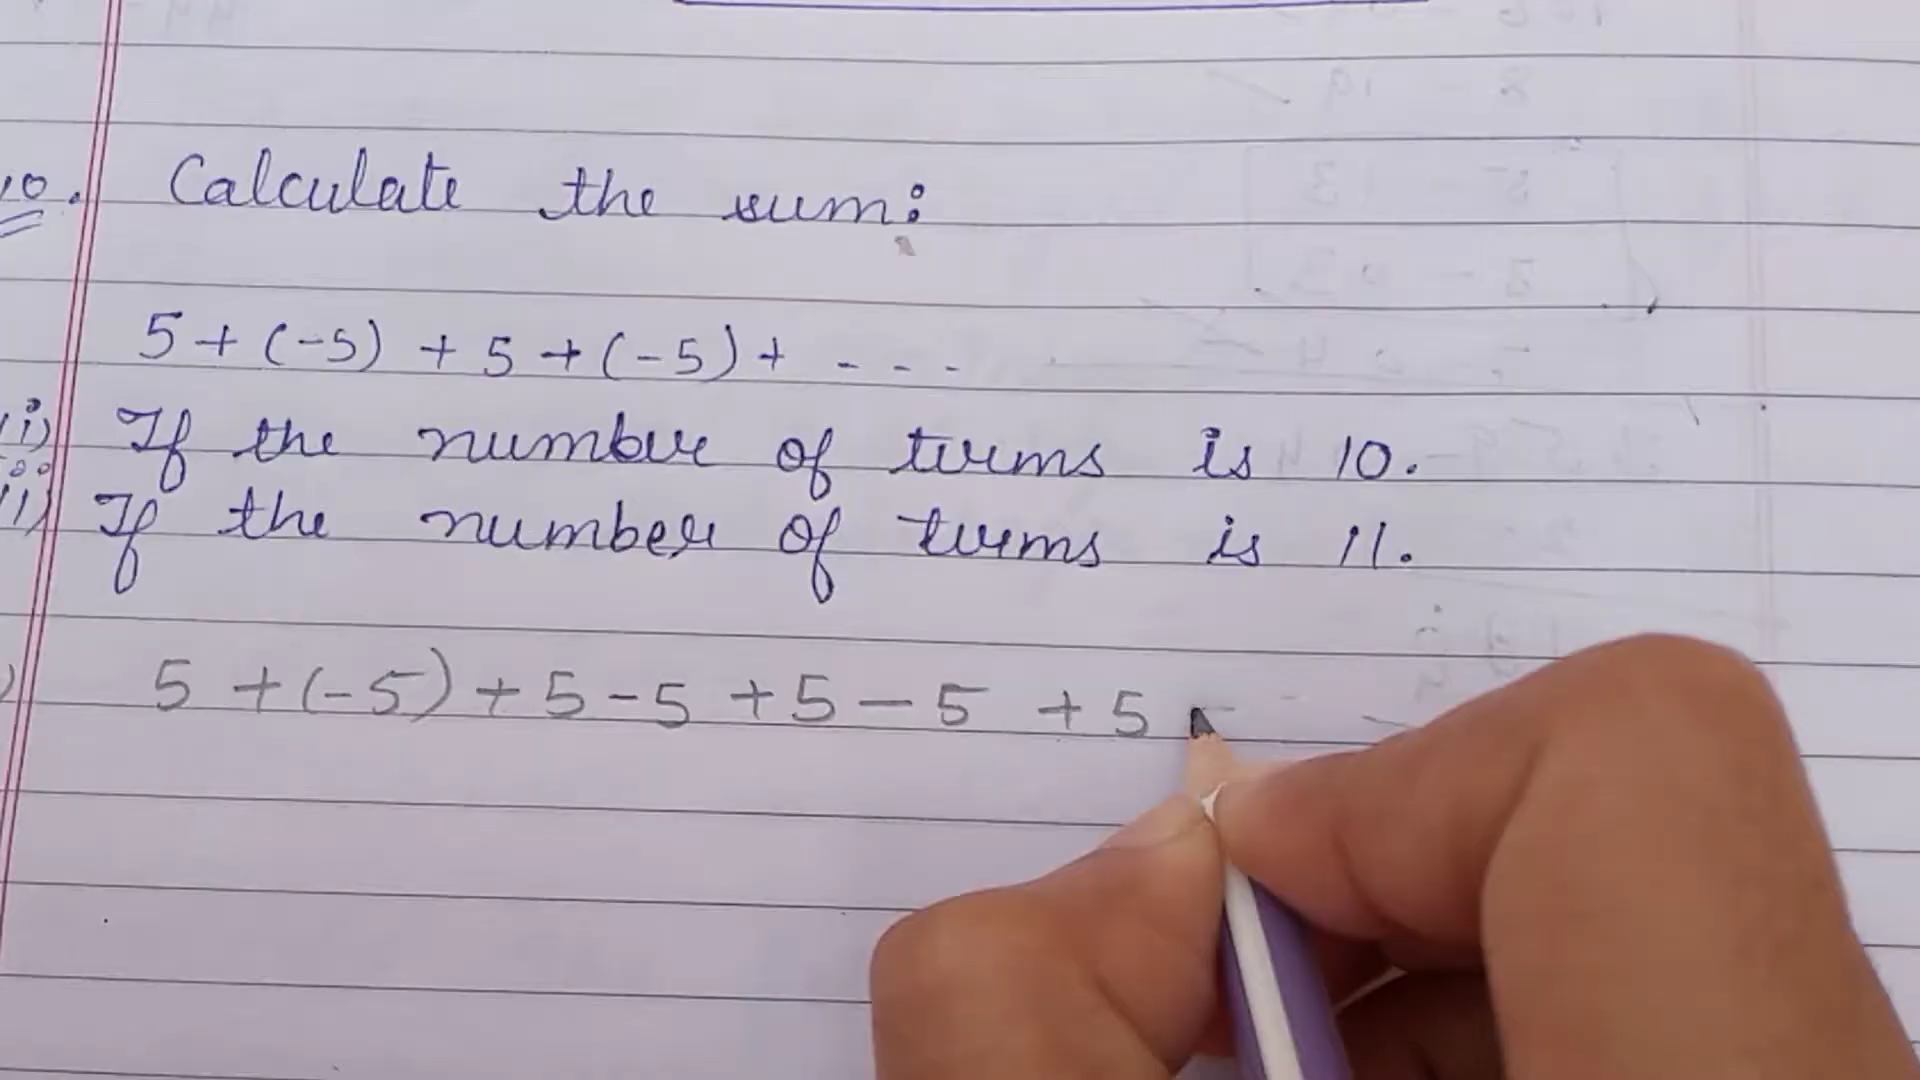 10. Calculate the sum:
5 + (-5) + 5 + (-5) + - - -
(i) If the number of terms is 10.
(ii) If the number of terms is 11.
) 5 + (-5) + 5 - 5 + 5 - 5 + 5